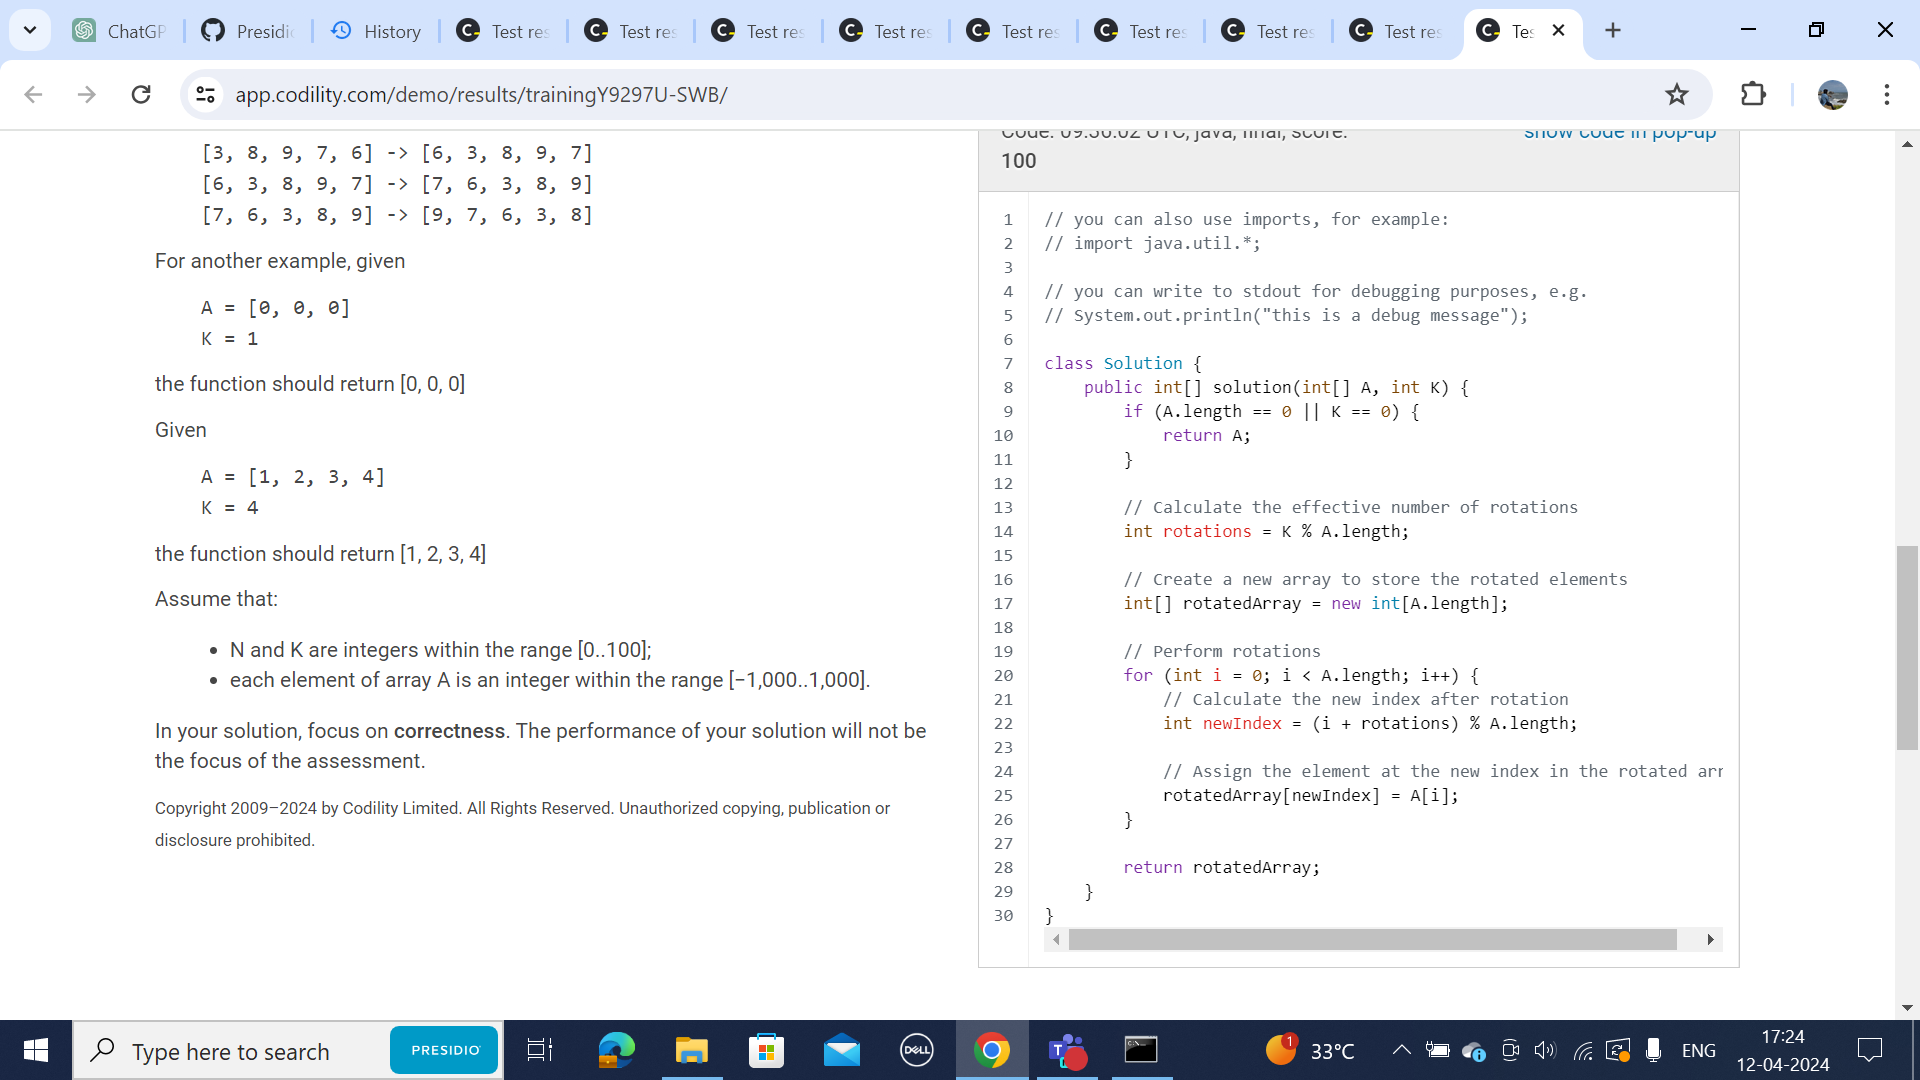 ChatGP
Presidi
History
Test res
Test res
Test res
Test res
Test res
Test res
Test res
Test res
Tes
app.codility.com/demo/results/trainingY9297U-SWB/
[3, 8, 9, 7, 6] -> [6, 3, 8, 9, 7]
[6, 3, 8, 9, 7] -> [7, 6, 3, 8, 9]
[7, 6, 3, 8, 9] -> [9, 7, 6, 3, 8]
For another example, given
A = [0, 0, 0]
K = 1
the function should return [0, 0, 0]
Given
A = [1, 2, 3, 4]
K = 4
the function should return [1, 2, 3, 4]
Assume that:
• N and K are integers within the range [0..100];
• each element of array A is an integer within the range [−1,000..1,000].
In your solution, focus on correctness. The performance of your solution will not be
the focus of the assessment.
Copyright 2009–2024 by Codility Limited. All Rights Reserved. Unauthorized copying, publication or
disclosure prohibited.
Code: 09:36:02 UTC, java, final, score:
show code in pop-up
100
1 // you can also use imports, for example:
2 // import java.util.*;
3
4 // you can write to stdout for debugging purposes, e.g.
5 // System.out.println("this is a debug message");
6
7 class Solution {
8 public int[] solution(int[] A, int K) {
9 if (A.length == 0 || K == 0) {
10 return A;
11 }
12
13 // Calculate the effective number of rotations
14 int rotations = K % A.length;
15
16 // Create a new array to store the rotated elements
17 int[] rotatedArray = new int[A.length];
18
19 // Perform rotations
20 for (int i = 0; i < A.length; i++) {
21 // Calculate the new index after rotation
22 int newIndex = (i + rotations) % A.length;
23
24 // Assign the element at the new index in the rotated arr
25 rotatedArray[newIndex] = A[i];
26 }
27
28 return rotatedArray;
29 }
30 }
Type here to search
PRESIDIO
DELL
T
1
33°C
ENG
17:24
12-04-2024